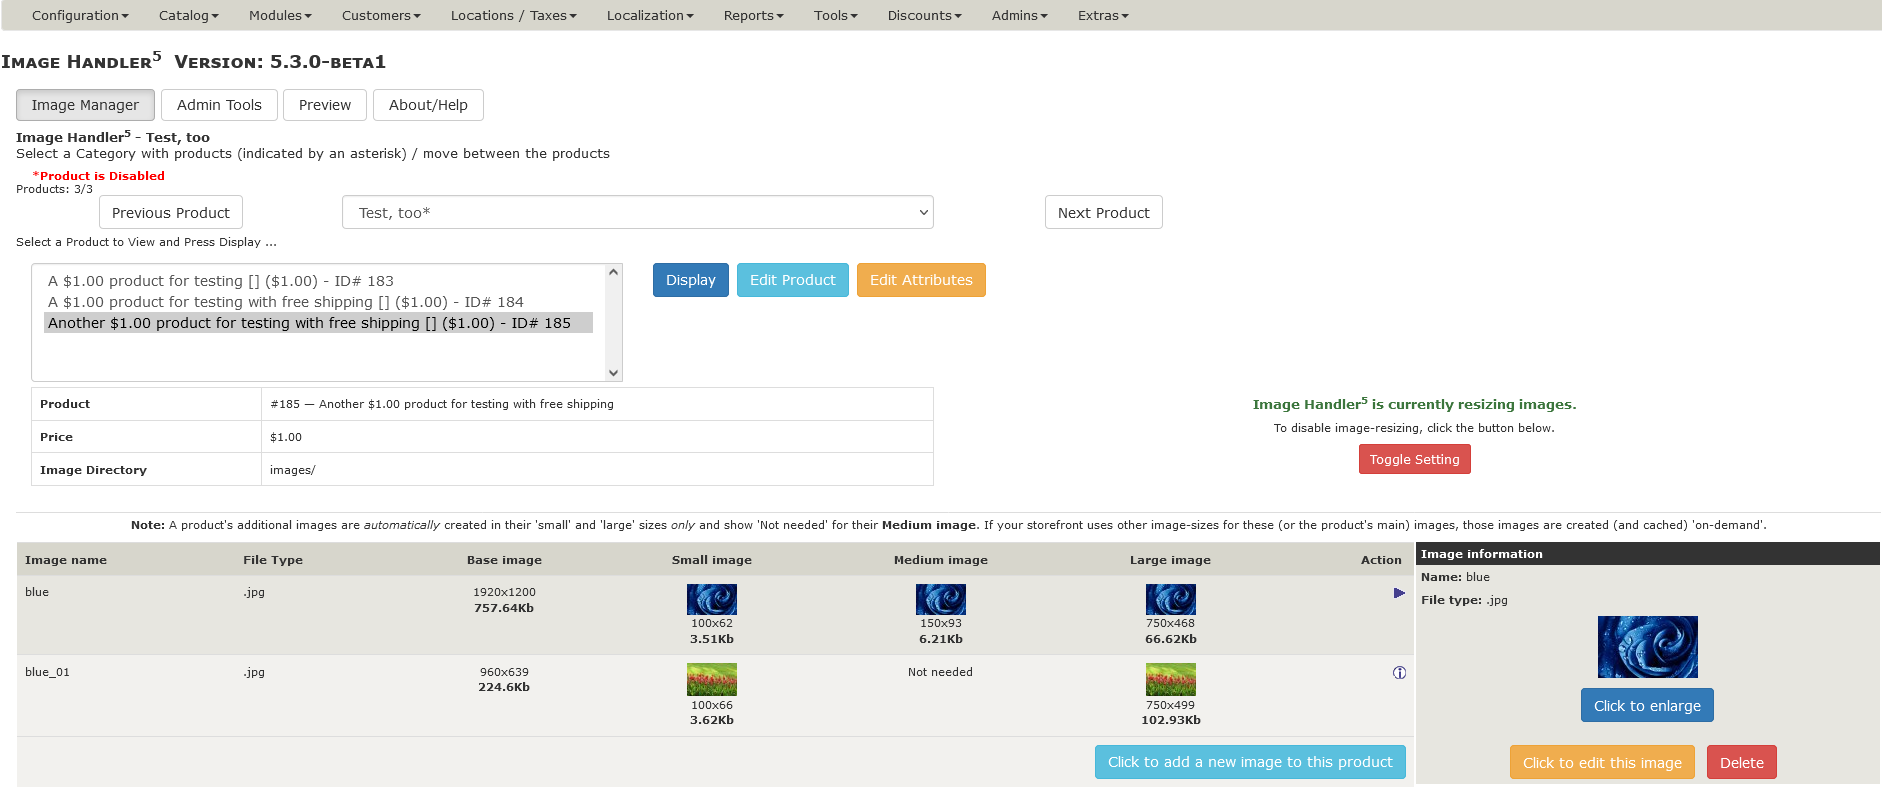 Configuration Catalog Modules Customers Locations / Taxes Localization Reports Tools Discounts Admins Extras
Image Handler5 Version: 5.3.0-beta1
Image Manager Admin Tools Preview About/Help
Image Handler5 - Test, too
Select a Category with products (indicated by an asterisk) / move between the products
*Product is Disabled
Products: 3/3
Previous Product Test, too* Next Product
Select a Product to View and Press Display ...
A $1.00 product for testing [] ($1.00) - ID# 183
A $1.00 product for testing with free shipping [] ($1.00) - ID# 184
Another $1.00 product for testing with free shipping [] ($1.00) - ID# 185
Display Edit Product Edit Attributes
Product #185 — Another $1.00 product for testing with free shipping
Price $1.00
Image Directory images/
Image Handler5 is currently resizing images.
To disable image-resizing, click the button below.
Toggle Setting
Note: A product's additional images are automatically created in their 'small' and 'large' sizes only and show 'Not needed' for their Medium image. If your storefront uses other image-sizes for these (or the product's main) images, those images are created (and cached) 'on-demand'.
Image name File Type Base image Small image Medium image Large image Action
blue .jpg 1920x1200
757.64Kb
100x62 150x93 750x468
3.51Kb 6.21Kb 66.62Kb
blue_01 .jpg 960x639 Not needed
224.6Kb
100x66 750x499
3.62Kb 102.93Kb
Click to add a new image to this product
Image information
Name: blue
File type: .jpg
Click to enlarge
Click to edit this image Delete